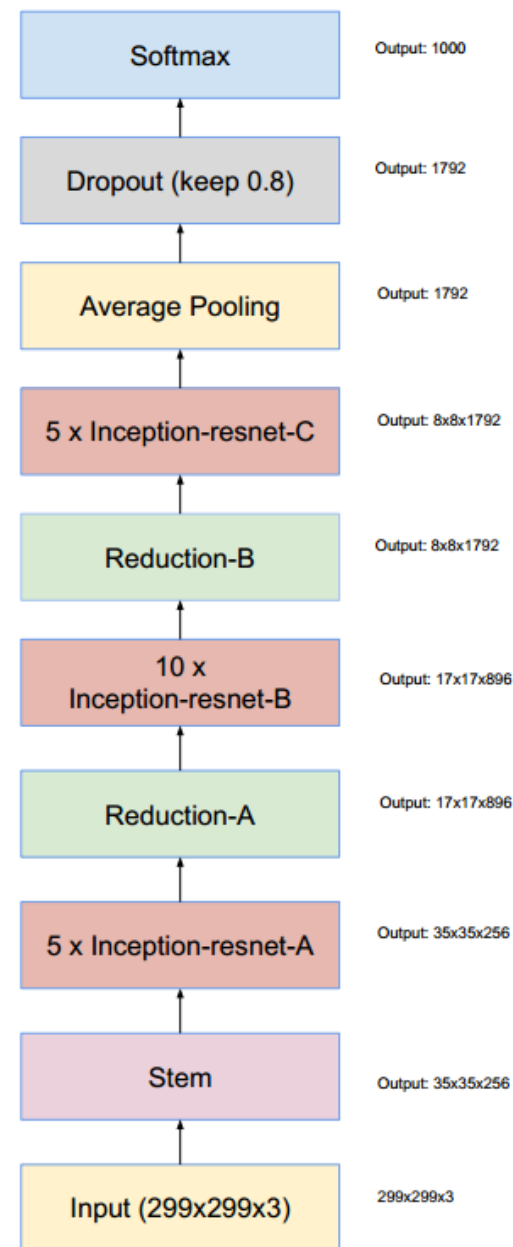 Softmax
Output: 1000
Dropout (keep 0.8)
Output: 1792
Average Pooling
Output: 1792
5 x Inception-resnet-C
Output: 8x8x1792
Reduction-B
Output: 8x8x1792
10 x
Inception-resnet-B
Output: 17x17x896
Reduction-A
Output: 17x17x896
5 x Inception-resnet-A
Output: 35x35x256
Stem
Output: 35x35x256
Input (299x299x3)
299x299x3